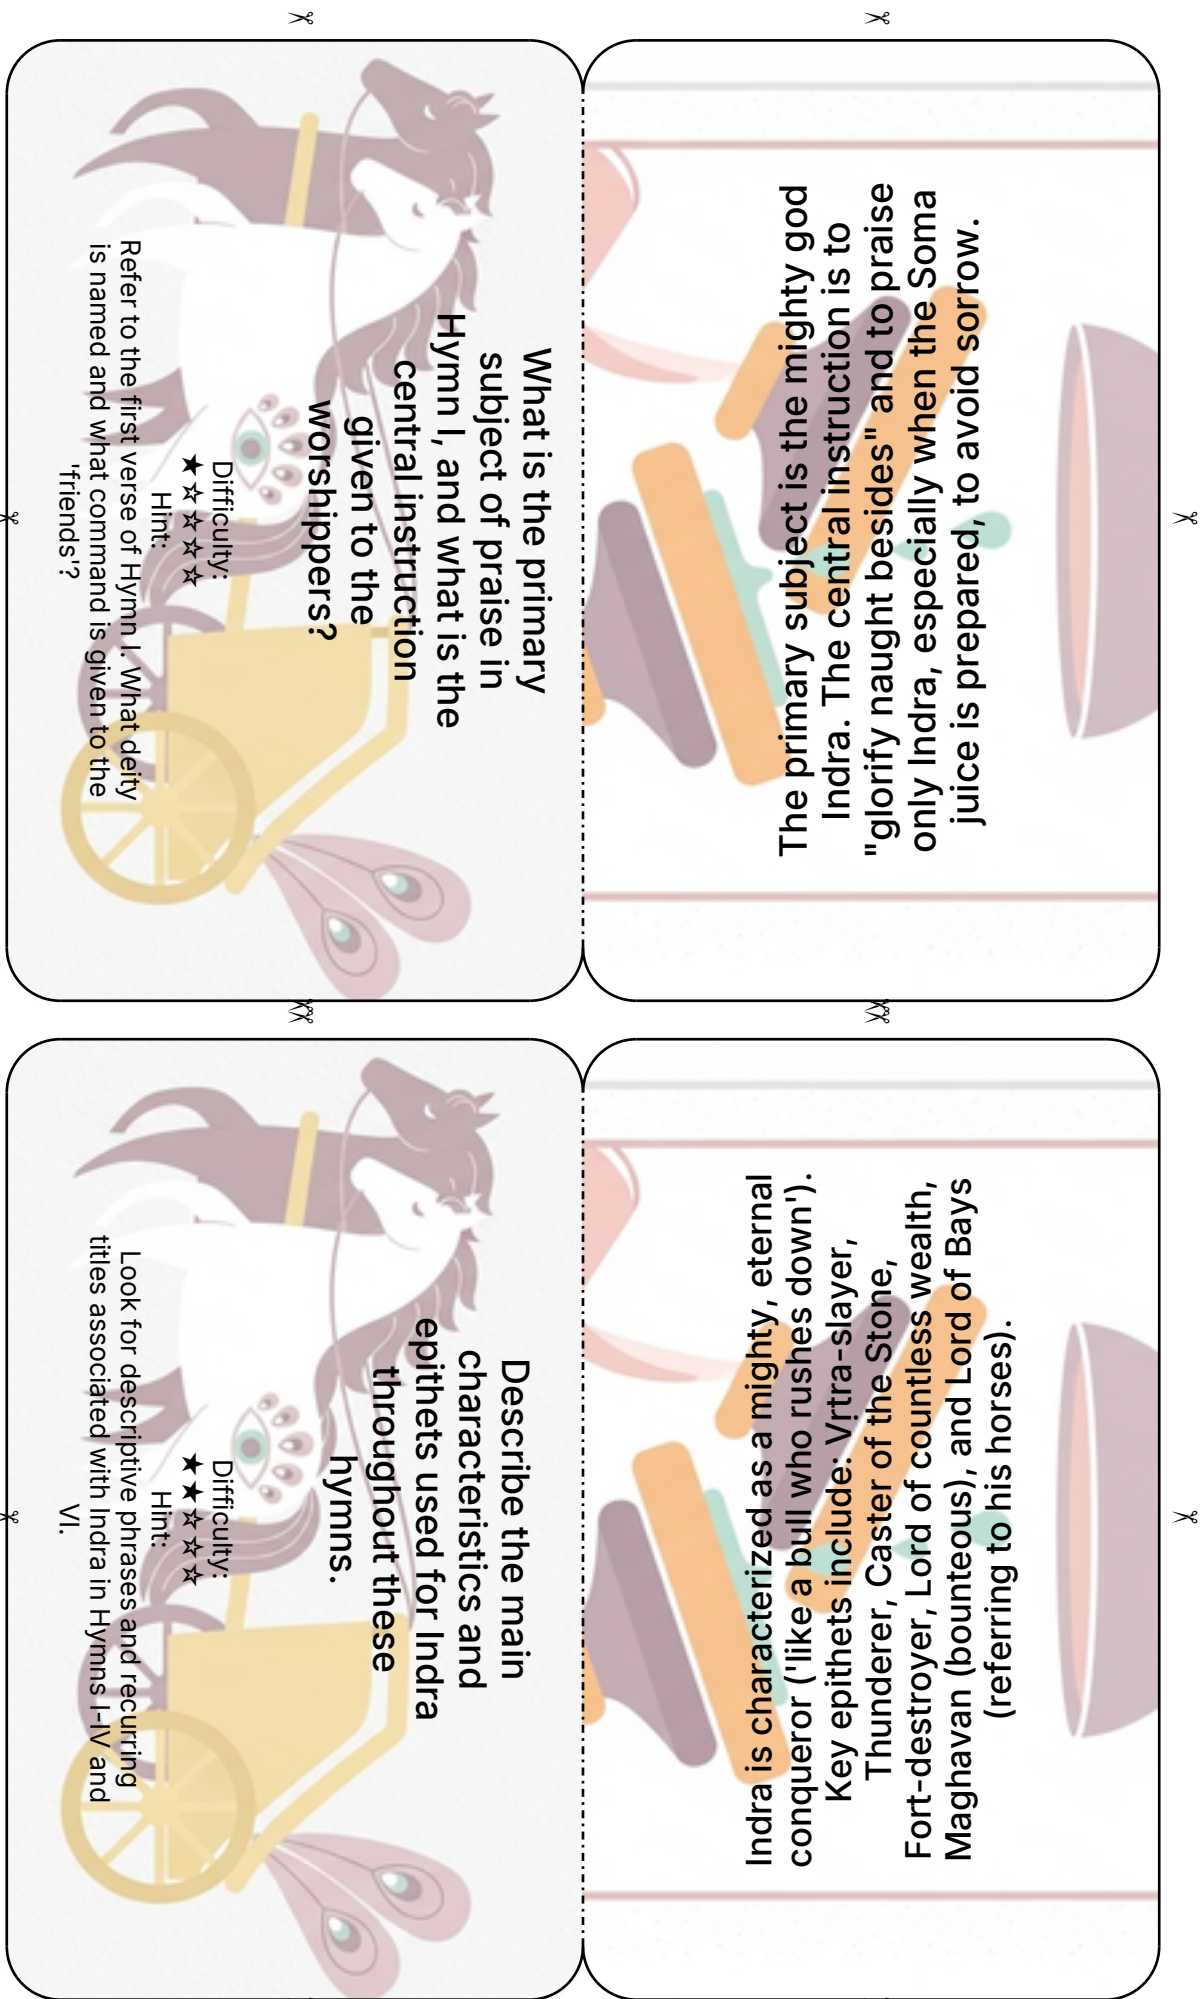 What is the primary
subject of praise in
Hymn I, and what is the
central instruction
given to the
worshippers?
Difficulty:
★☆☆☆☆
Hint:
Refer to the first verse of Hymn I. What deity
is named and what command is given to the
'friends'?
The primary subject is the mighty god
Indra. The central instruction is to
"glorify naught besides" and to praise
only Indra, especially when the Soma
juice is prepared, to avoid sorrow.
Describe the main
characteristics and
epithets used for Indra
throughout these
hymns.
Difficulty:
★★☆☆☆
Hint:
Look for descriptive phrases and recurring
titles associated with Indra in Hymns I-IV and
VI.
Indra is characterized as a mighty, eternal
conqueror ('like a bull who rushes down').
Key epithets include: Vṛtra-slayer,
Thunderer, Caster of the Stone,
Fort-destroyer, Lord of countless wealth,
Maghavan (bounteous), and Lord of Bays
(referring to his horses).